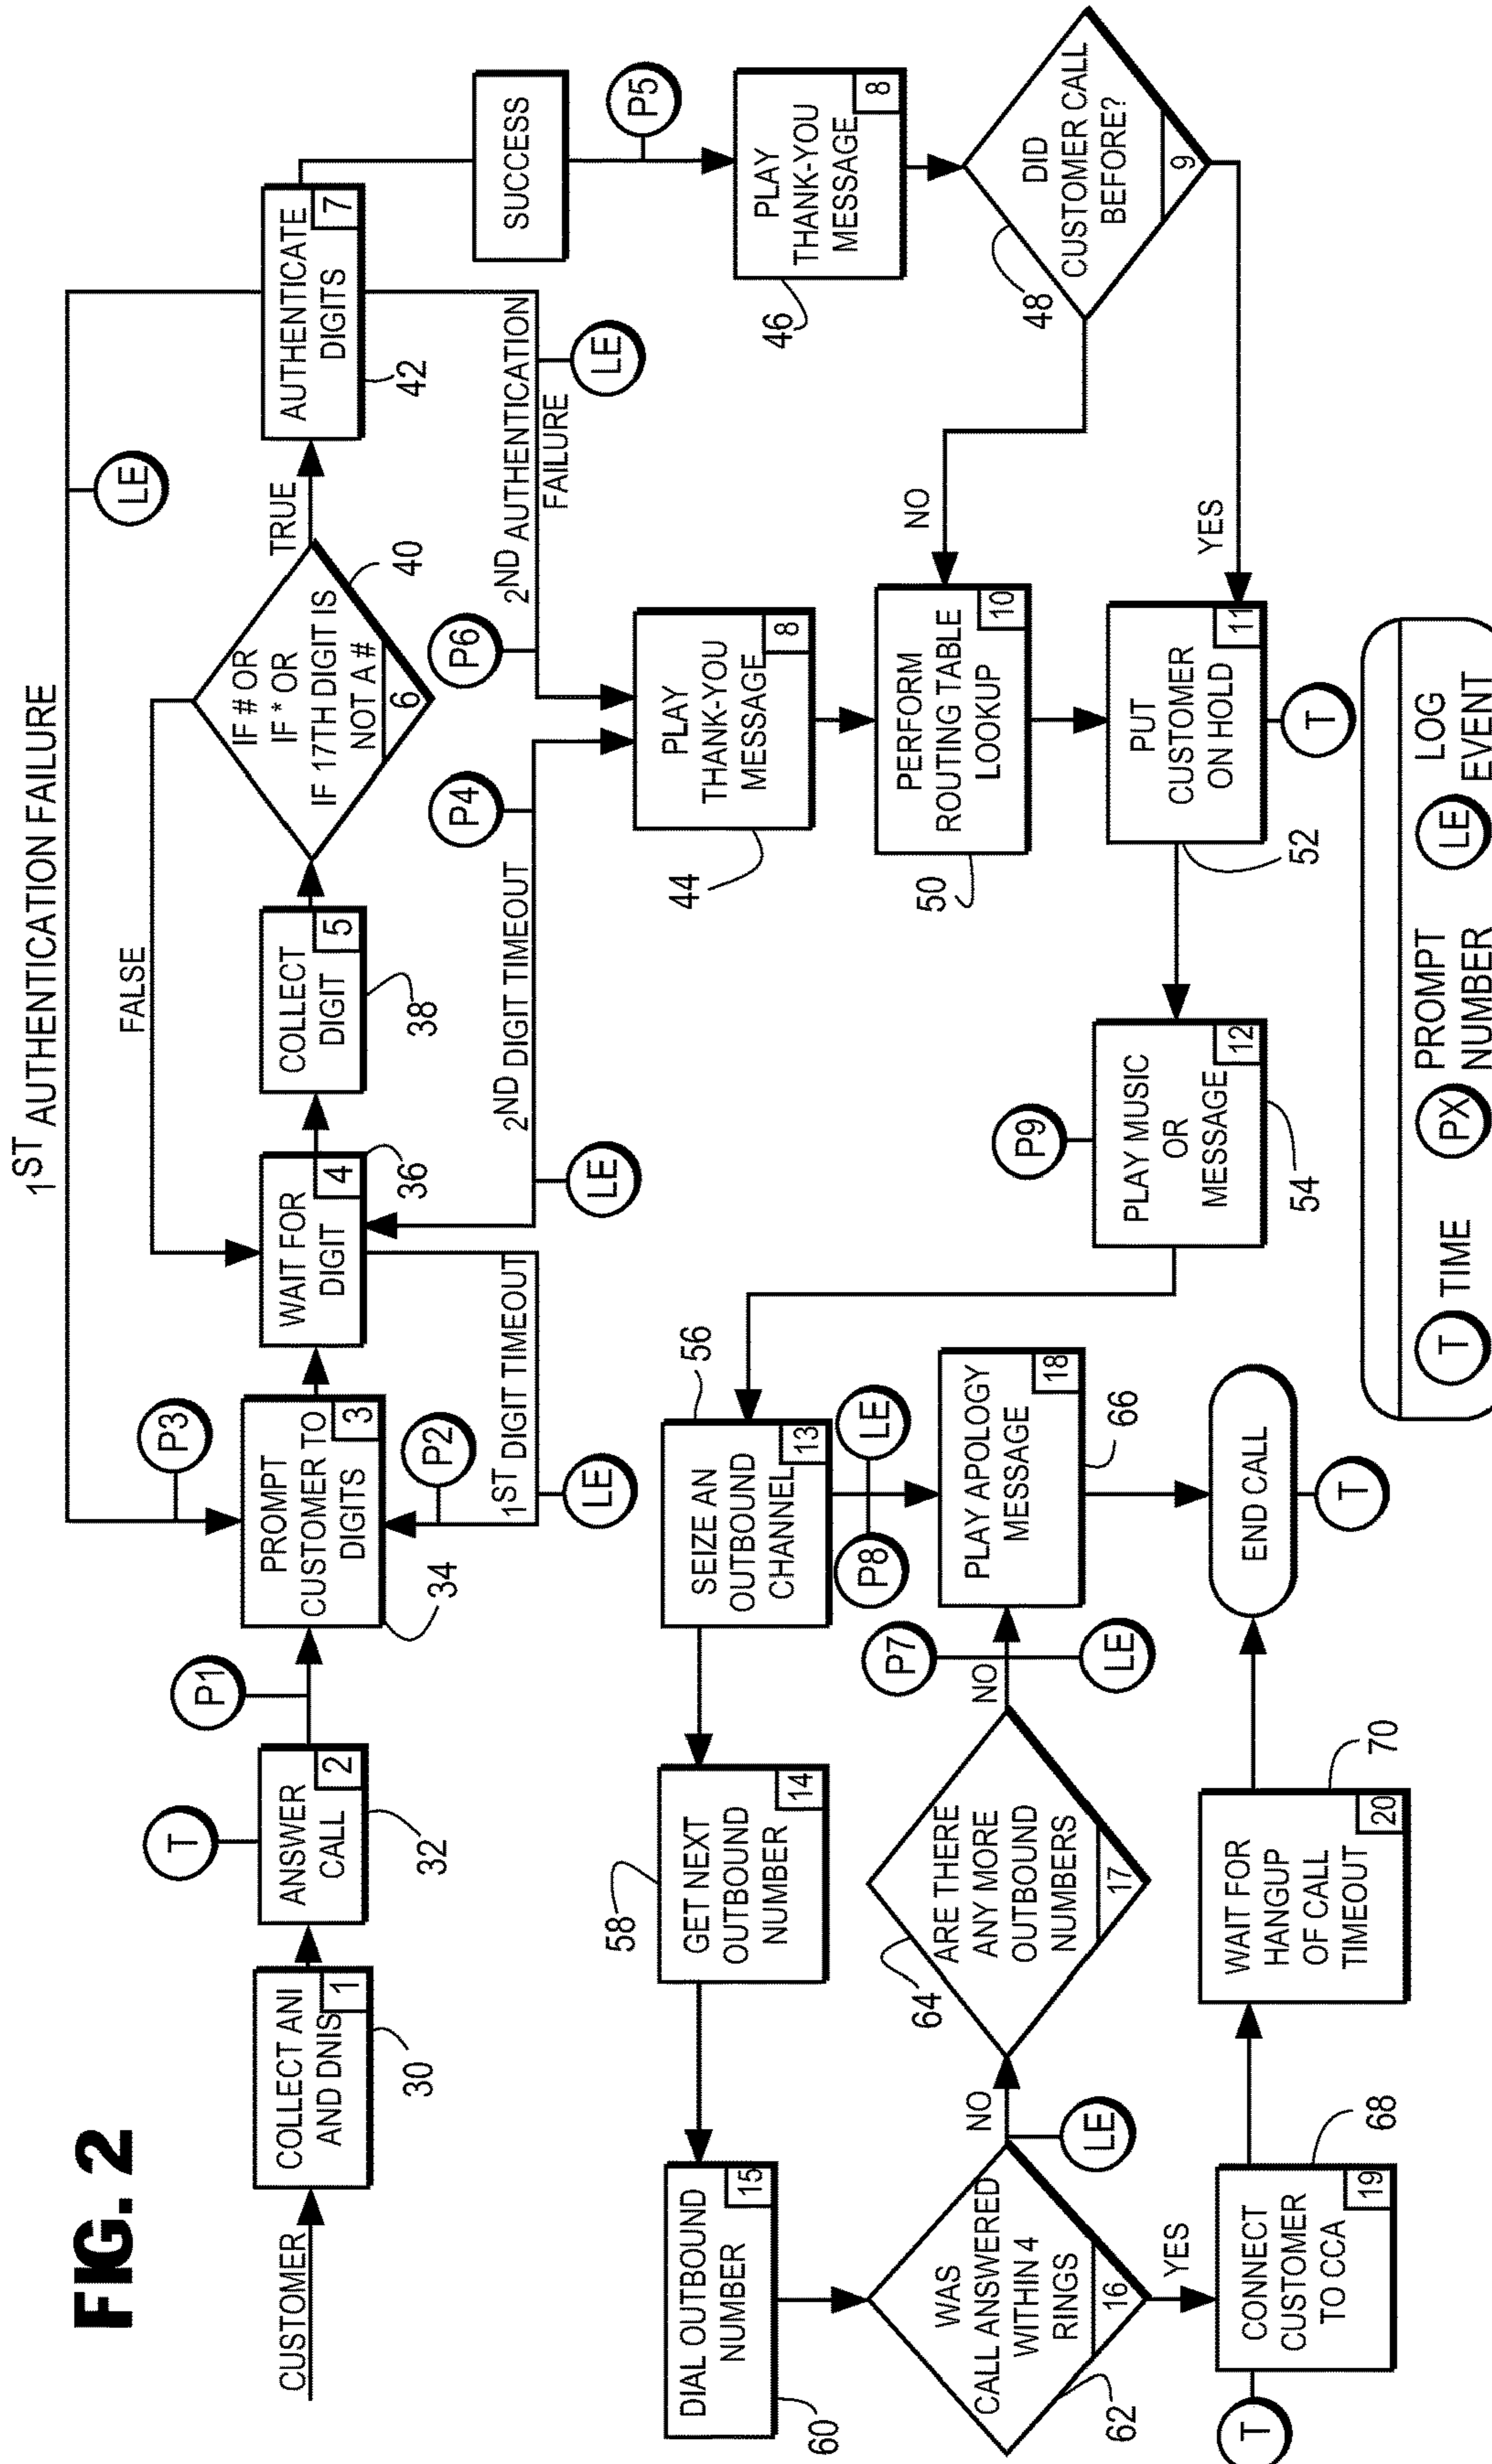 FIG. 2
CUSTOMER
COLLECT ANI
AND DNIS
1
30
T
ANSWER
CALL
2
32
P1
PROMPT
CUSTOMER TO
DIGITS
3
34
P3
P2
1ST AUTHENTICATION FAILURE
LE
WAIT FOR
DIGIT
4
36
1ST DIGIT TIMEOUT
LE
FALSE
COLLECT
DIGIT
5
38
IF # OR
IF * OR
IF 17TH DIGIT IS
NOT A #
6
40
TRUE
AUTHENTICATE
DIGITS
7
42
2ND DIGIT TIMEOUT
LE
P4
P6
2ND AUTHENTICATION
FAILURE
LE
SUCCESS
P5
PLAY
THANK-YOU
MESSAGE
8
44
PLAY
THANK-YOU
MESSAGE
8
46
DID
CUSTOMER CALL
BEFORE?
9
48
NO
YES
PERFORM
ROUTING TABLE
LOOKUP
10
50
PUT
CUSTOMER
ON HOLD
11
52
T
P9
PLAY MUSIC
OR
MESSAGE
12
54
SEIZE AN
OUTBOUND
CHANNEL
13
56
P8
LE
GET NEXT
OUTBOUND
NUMBER
14
58
DIAL OUTBOUND
NUMBER
15
60
WAS
CALL ANSWERED
WITHIN 4
RINGS
16
62
NO
LE
YES
ARE THERE
ANY MORE
OUTBOUND
NUMBERS
17
64
NO
P7
LE
PLAY APOLOGY
MESSAGE
18
66
T
CONNECT
CUSTOMER
TO CCA
19
68
WAIT FOR
HANGUP
OF CALL
TIMEOUT
20
70
END CALL
T
T TIME
PX PROMPT
NUMBER
LE LOG
EVENT